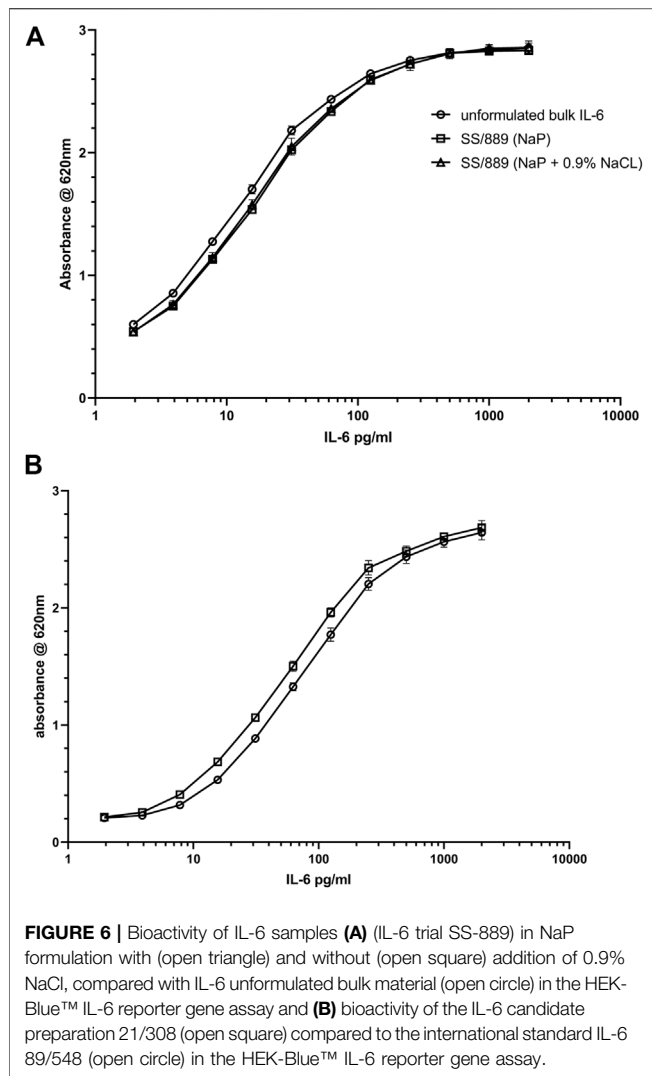 A
3
2
1
0
Absorbance @ 620nm
unformulated bulk IL-6
SS/889 (NaP)
SS/889 (NaP + 0.9% NaCL)
1 10 100 1000 10000
IL-6 pg/ml
B
3
2
1
0
absorbance @ 620nm
1 10 100 1000 10000
IL-6 pg/ml
FIGURE 6 | Bioactivity of IL-6 samples (A) (IL-6 trial SS-889) in NaP
formulation with (open triangle) and without (open square) addition of 0.9%
NaCl, compared with IL-6 unformulated bulk material (open circle) in the HEK-
Blue™ IL-6 reporter gene assay and (B) bioactivity of the IL-6 candidate
preparation 21/308 (open square) compared to the international standard IL-6
89/548 (open circle) in the HEK-Blue™ IL-6 reporter gene assay.